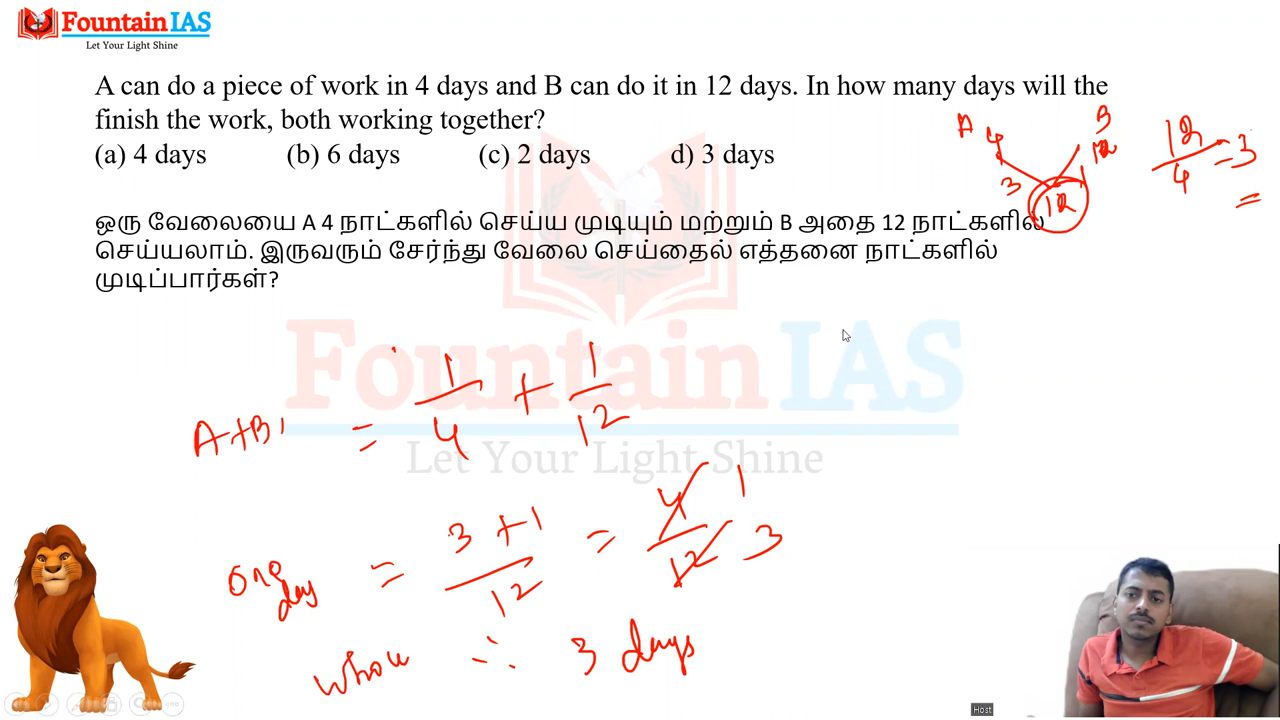 Fountain IAS
Let Your Light Shine
A can do a piece of work in 4 days and B can do it in 12 days. In how many days will the
finish the work, both working together?
(a) 4 days (b) 6 days (c) 2 days d) 3 days
A 4 B 12
3 1
12
12/4 = 3
ஒரு வேலையை A 4 நாட்களில் செய்ய முடியும் மற்றும் B அதை 12 நாட்களில்
செய்யலாம். இருவரும் சேர்ந்து வேலை செய்தைல் எத்தனை நாட்களில்
முடிப்பார்கள்?
Fountain IAS
Let Your Light Shine
A+B = 1/4 + 1/12
one day = 3+1/12 = 4/12 1/3
whole ∴ 3 days
Host